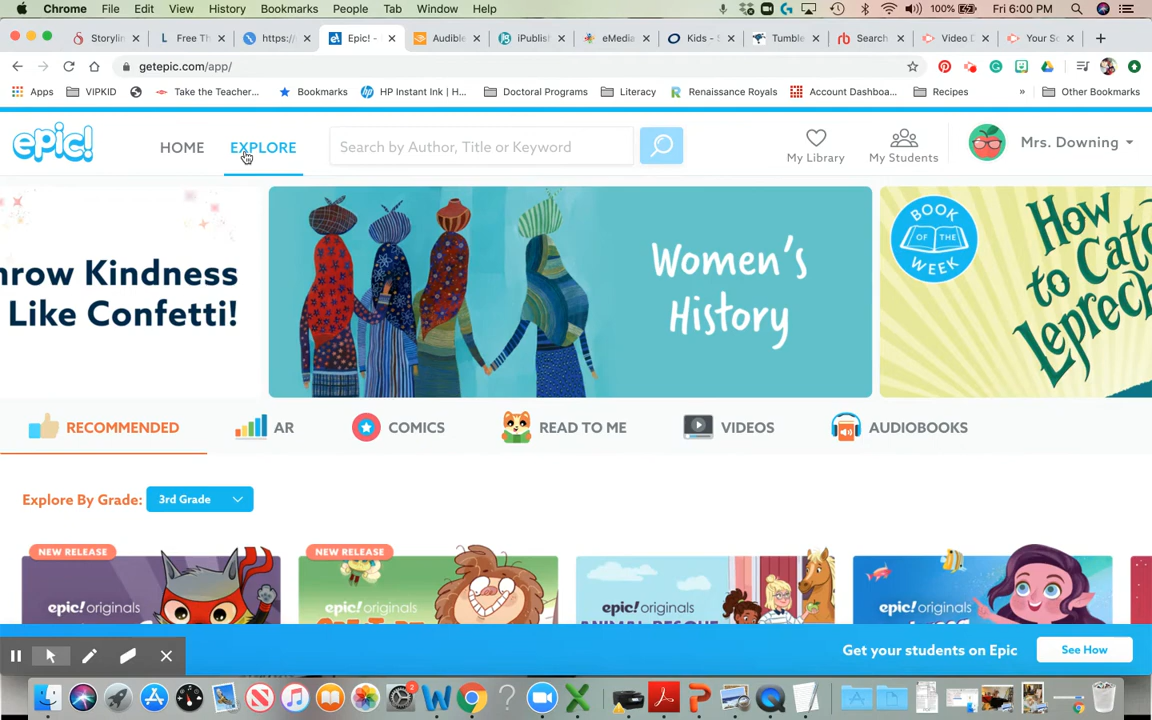 Chrome File Edit View History Bookmarks People Tab Window Help 100% Fri 6:00 PM
Storylin Free Th https:// Epic! - Audible iPublis eMedia Kids - S Tumble Search Video D Your Sc
getepic.com/app/
Apps VIPKID Take the Teacher... Bookmarks HP Instant Ink | H... Doctoral Programs Literacy Renaissance Royals Account Dashboa... Recipes » Other Bookmarks
epic! HOME EXPLORE Search by Author, Title or Keyword My Library My Students Mrs. Downing
hrow Kindness
Like Confetti!
Women's
History
BOOK
OF THE
WEEK
How
to Catc
Leprech
RECOMMENDED AR COMICS READ TO ME VIDEOS AUDIOBOOKS
Explore By Grade: 3rd Grade
NEW RELEASE NEW RELEASE
epic! originals epic! originals epic! originals epic! originals
ANIMAL RESCUE
Get your students on Epic See How
2